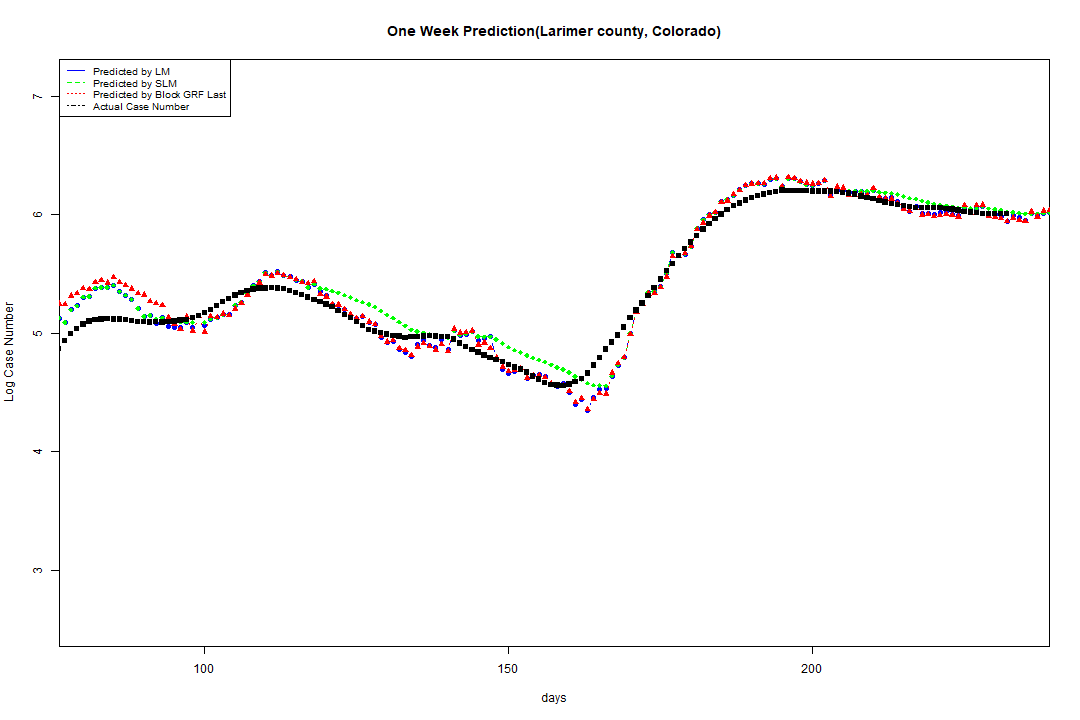 One Week Prediction(Larimer county, Colorado)
Predicted by LM
Predicted by SLM
Predicted by Block GRF Last
Actual Case Number
7
6
5
4
3
Log Case Number
100 150 200
days